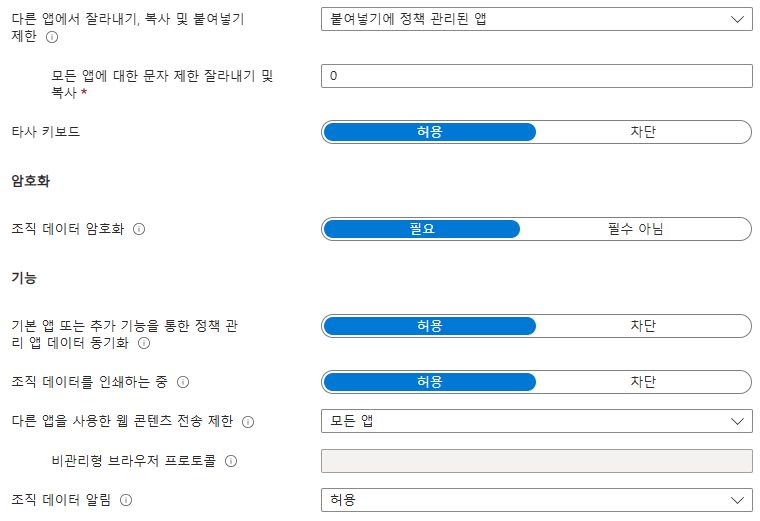 다른 앱에서 잘라내기, 복사 및 붙여넣기
제한
붙여넣기에 정책 관리된 앱
모든 앱에 대한 문자 제한 잘라내기 및
복사 *
0
타사 키보드
허용
차단
암호화
조직 데이터 암호화
필요
필수 아님
기능
기본 앱 또는 추가 기능을 통한 정책 관
리 앱 데이터 동기화
허용
차단
조직 데이터를 인쇄하는 중
허용
차단
다른 앱을 사용한 웹 콘텐츠 전송 제한
모든 앱
비관리형 브라우저 프로토콜
조직 데이터 알림
허용